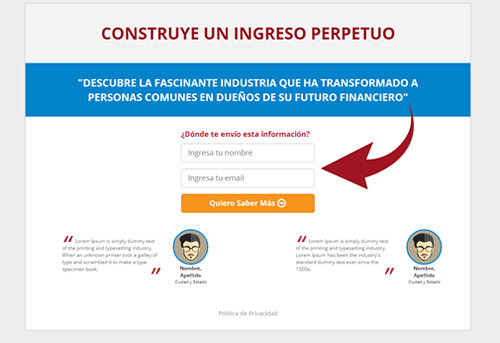 CONSTRUYE UN INGRESO PERPETUO
"DESCUBRE LA FASCINANTE INDUSTRIA QUE HA TRANSFORMADO A
PERSONAS COMUNES EN DUEÑOS DE SU FUTURO FINANCIERO"
¿Dónde te envío esta información?
Ingresa tu nombre
Ingresa tu email
Quiero Saber Más
Lorem Ipsum is simply dummy text
of the printing and typesetting industry.
When an unknown printer took a galley of
type and scrambled it to make a type
specimen book.
Nombre,
Apellido
Ciudad y Estado
Lorem Ipsum is simply dummy text
of the printing and typesetting industry.
Lorem Ipsum has been the industry's
standard dummy text ever since the
1500s.
Nombre,
Apellido
Ciudad y Estado
Política de Privacidad